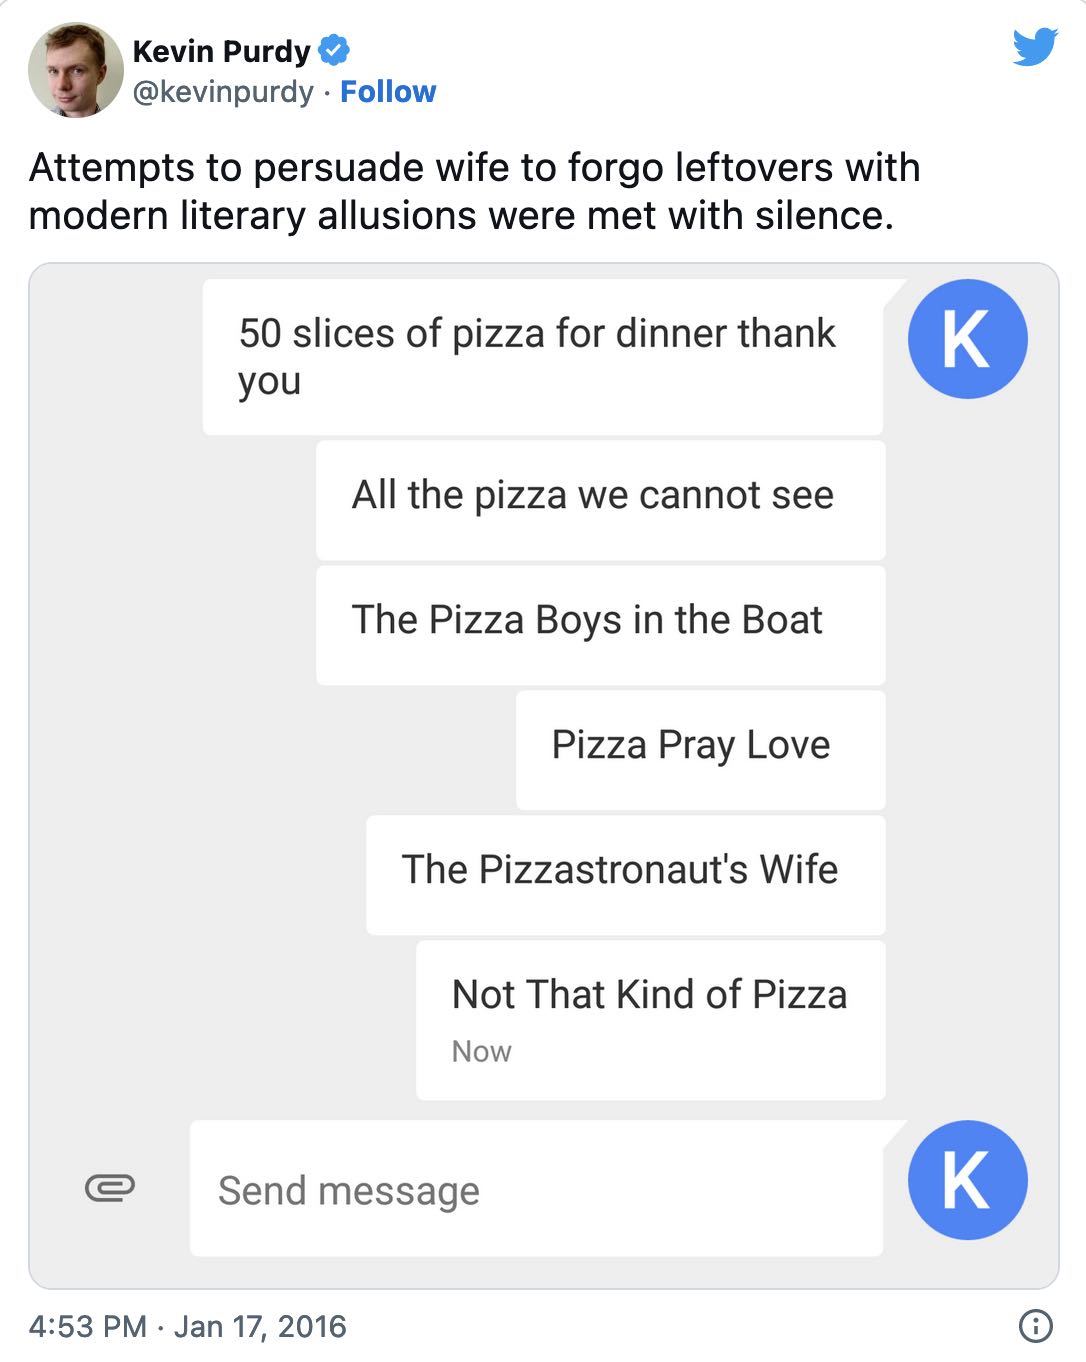 Kevin Purdy
@kevinpurdy · Follow
Attempts to persuade wife to forgo leftovers with
modern literary allusions were met with silence.
50 slices of pizza for dinner thank
you
K
All the pizza we cannot see
The Pizza Boys in the Boat
Pizza Pray Love
The Pizzastronaut's Wife
Not That Kind of Pizza
Now
Send message
K
4:53 PM · Jan 17, 2016